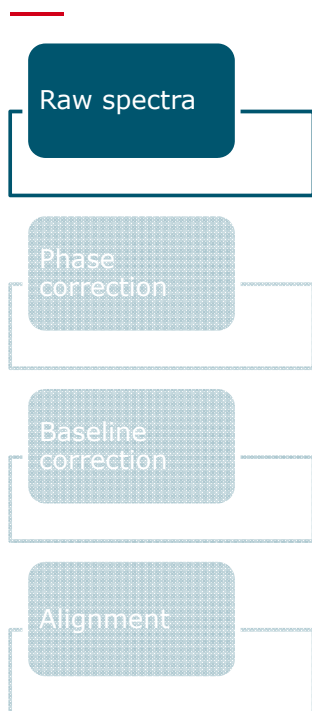 Raw spectra
Phase
correction
Baseline
correction
Alignment